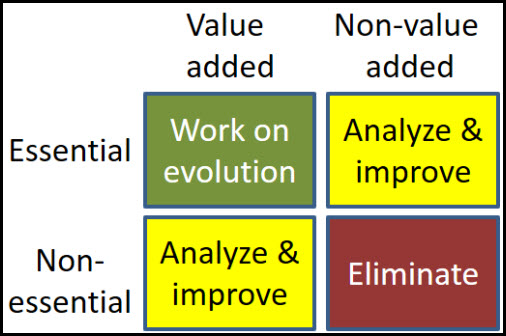 Value
added
Non-value
added
Essential
Work on
evolution
Analyze &
improve
Non-
essential
Analyze &
improve
Eliminate